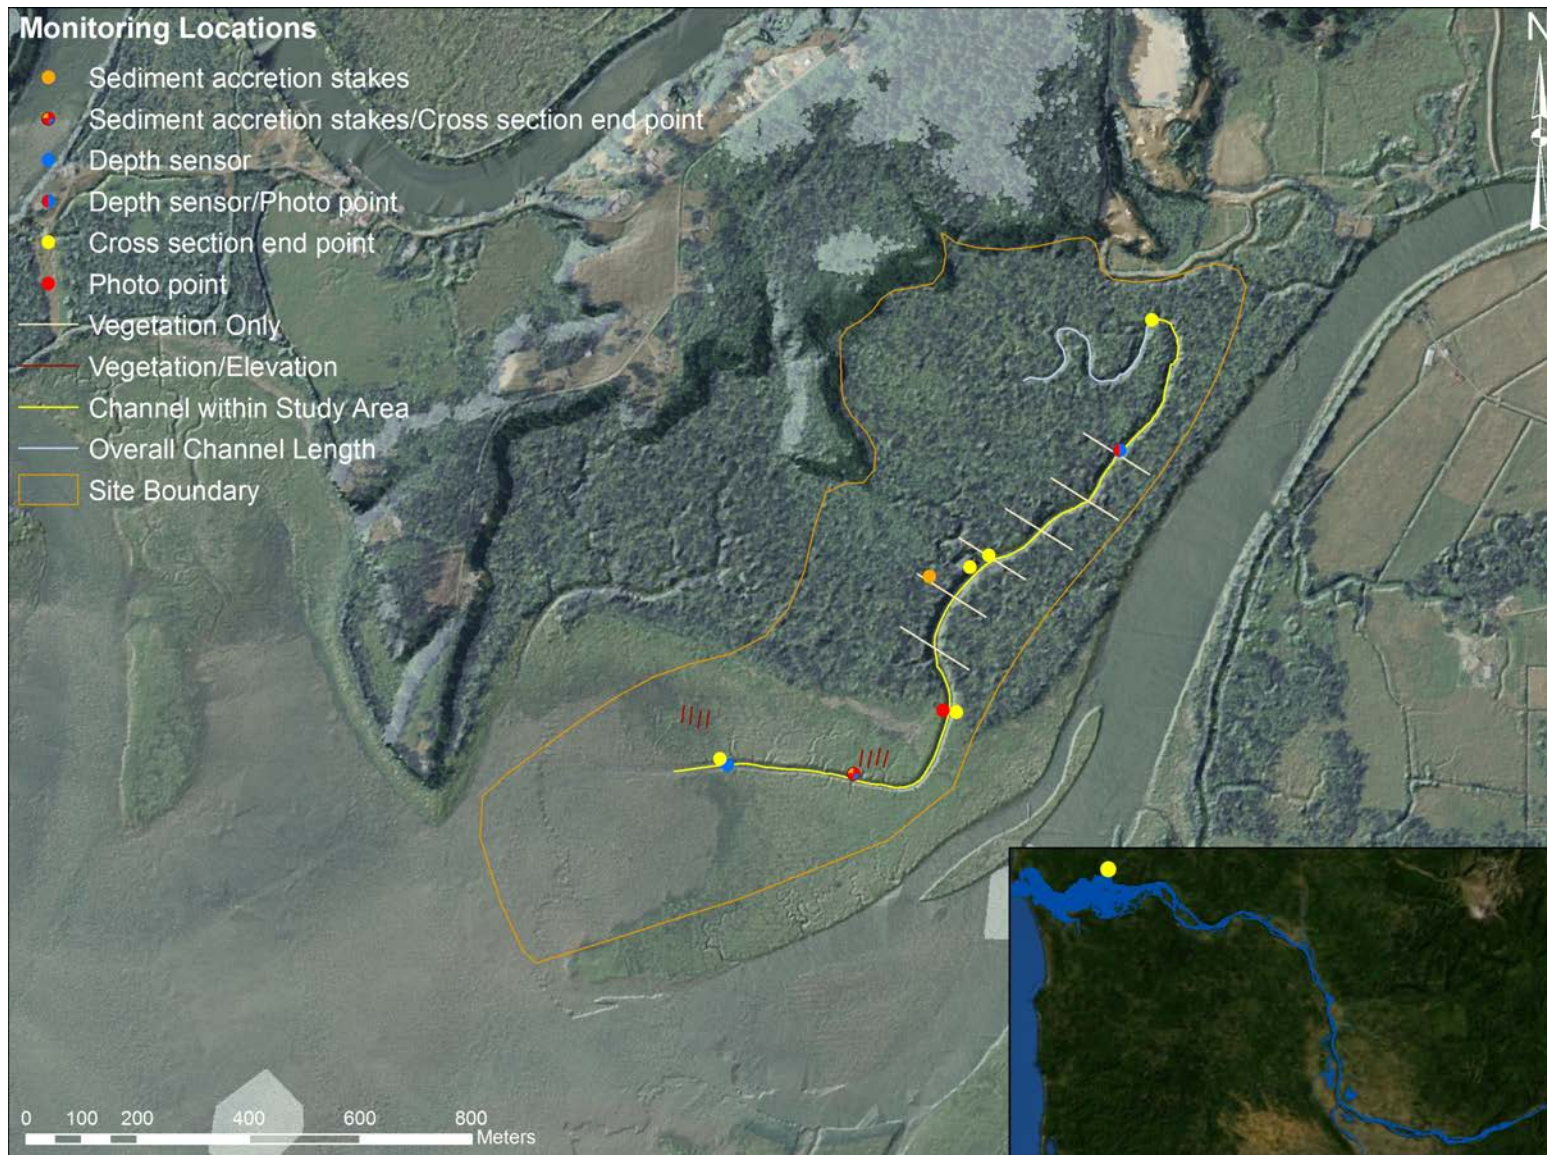 Monitoring Locations
N
Sediment accretion stakes
Sediment accretion stakes/Cross section end point
Depth sensor
Depth sensor/Photo point
Cross section end point
Photo point
Vegetation Only
Vegetation/Elevation
Channel within Study Area
Overall Channel Length
Site Boundary
0 100 200 400 600 800
Meters